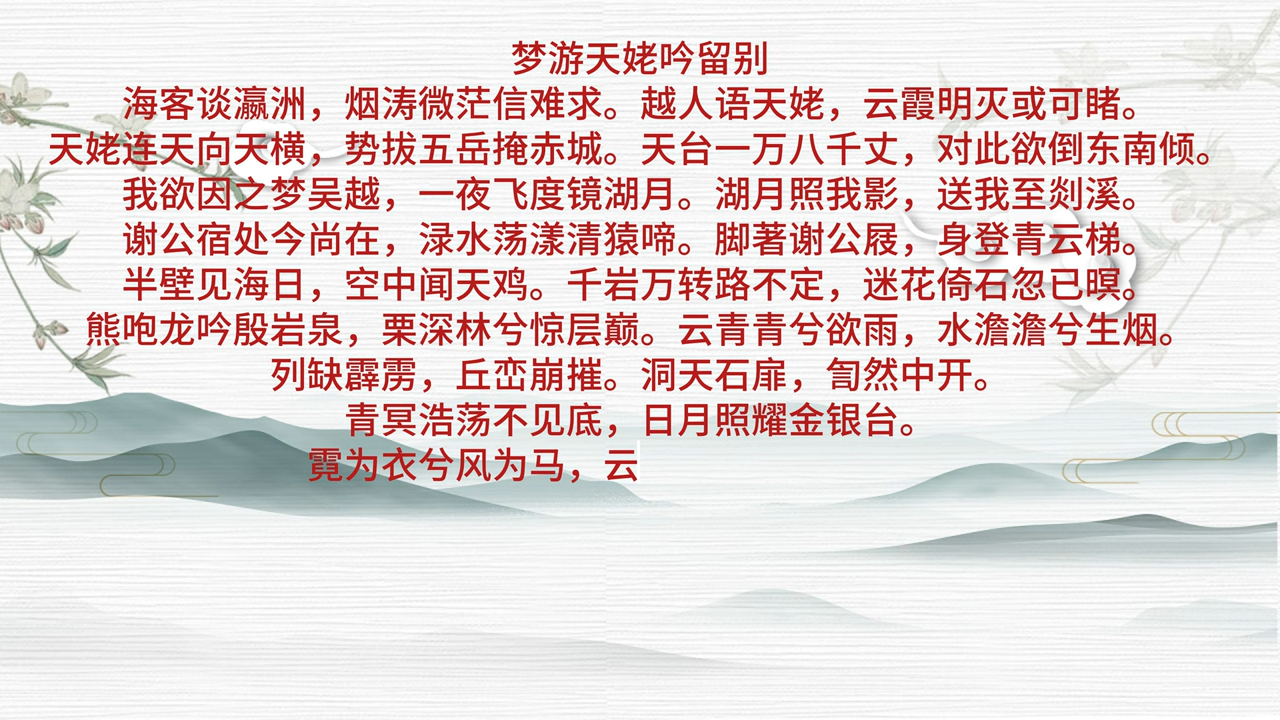 梦游天姥吟留别
海客谈瀛洲，烟涛微茫信难求。越人语天姥，云霞明灭或可睹。
天姥连天向天横，势拔五岳掩赤城。天台一万八千丈，对此欲倒东南倾。
我欲因之梦吴越，一夜飞度镜湖月。湖月照我影，送我至剡溪。
谢公宿处今尚在，渌水荡漾清猿啼。脚著谢公屐，身登青云梯。
半壁见海日，空中闻天鸡。千岩万转路不定，迷花倚石忽已暝。
熊咆龙吟殷岩泉，栗深林兮惊层巅。云青青兮欲雨，水澹澹兮生烟。
列缺霹雳，丘峦崩摧。洞天石扉，訇然中开。
青冥浩荡不见底，日月照耀金银台。
霓为衣兮风为马，云